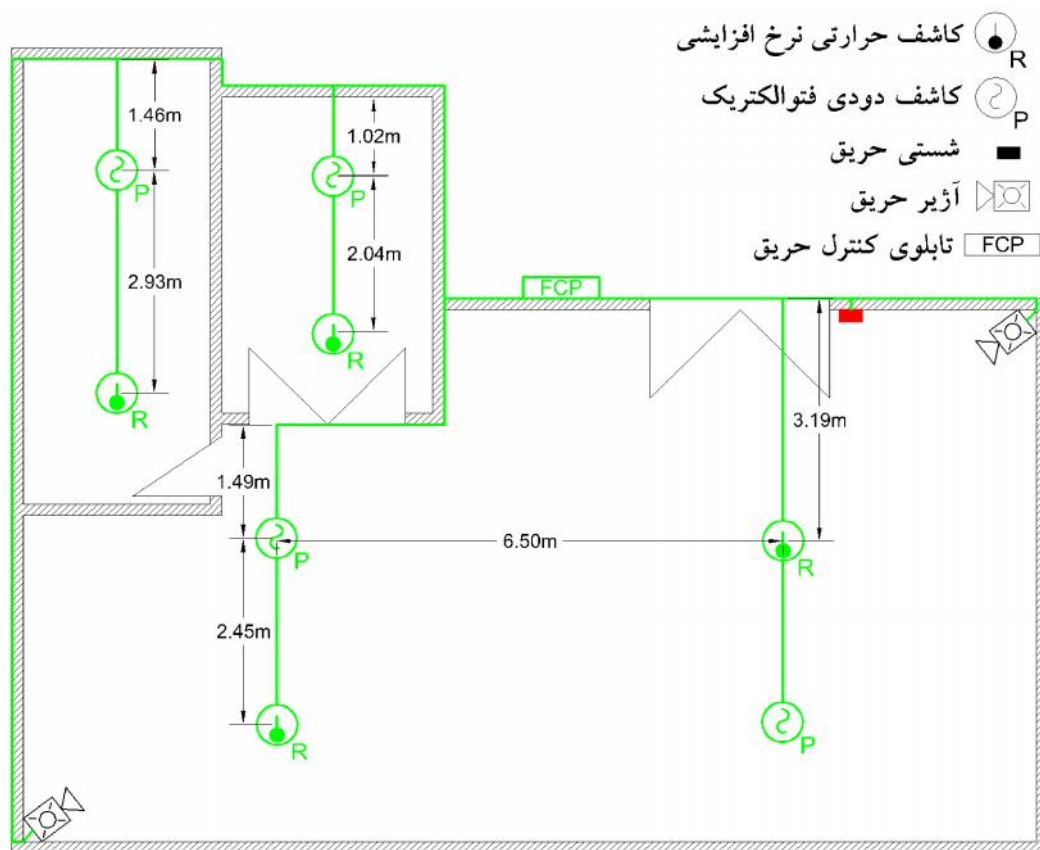 کاشف حرارتی نرخ افزایشی
R
کاشف دودی فتوالکتریک
P
شستی حریق
آژیر حریق
تابلوی کنترل حریق FCP
1.46m
1.02m
P
P
2.04m
2.93m
FCP
R
R
3.19m
1.49m
6.50m
P
R
2.45m
R
P